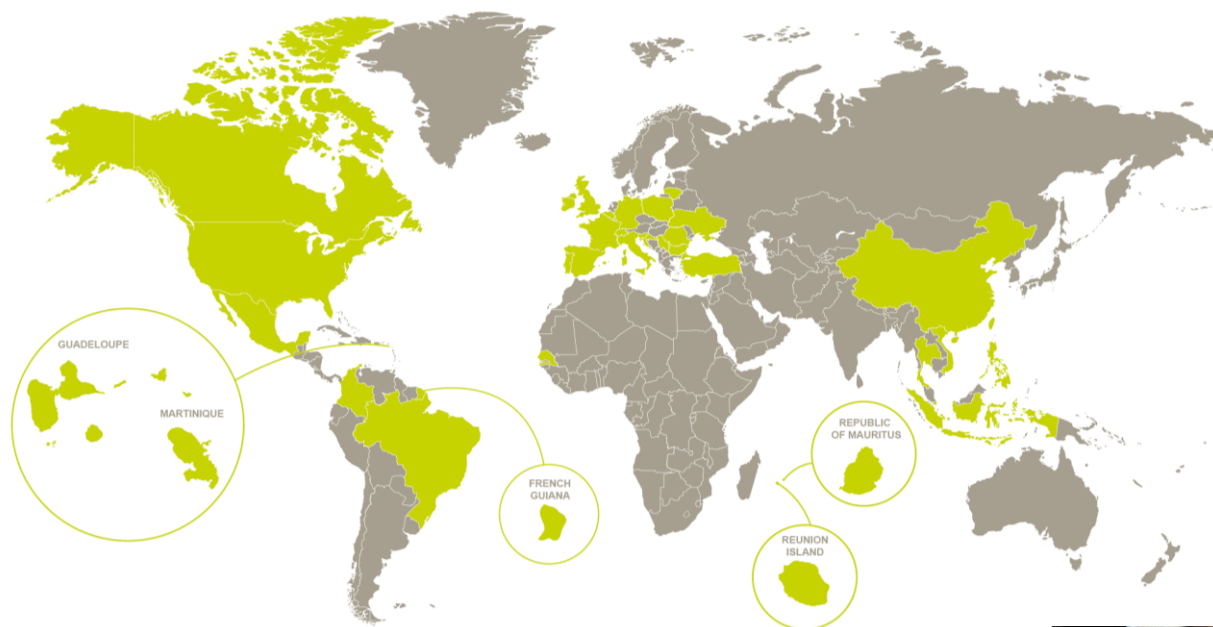 GUADELOUPE
MARTINIQUE
FRENCH
GUIANA
REPUBLIC
OF MAURITUS
REUNION
ISLAND